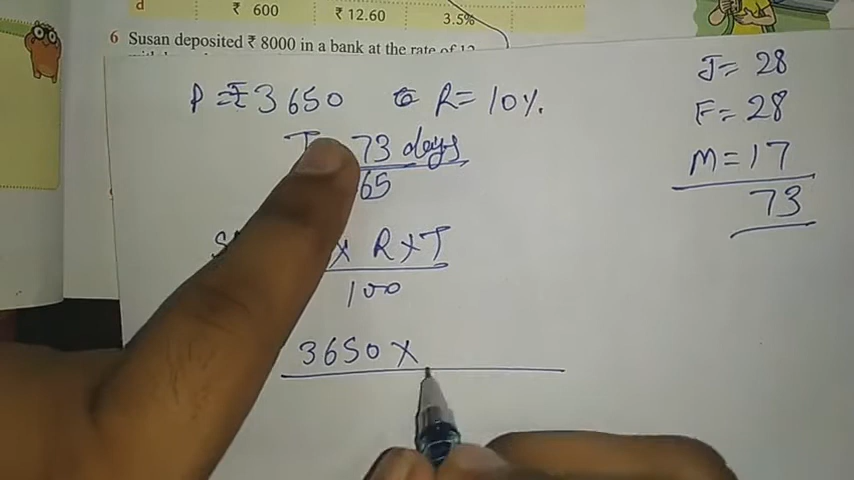 d ₹ 600 ₹ 12.60 3.5%
6 Susan deposited ₹ 8000 in a bank at the rate of
P = ₹ 3650 R = 10%
J = 28
F = 28
T 73 days
65
M = 17
73
S x R x T
100
3650 x